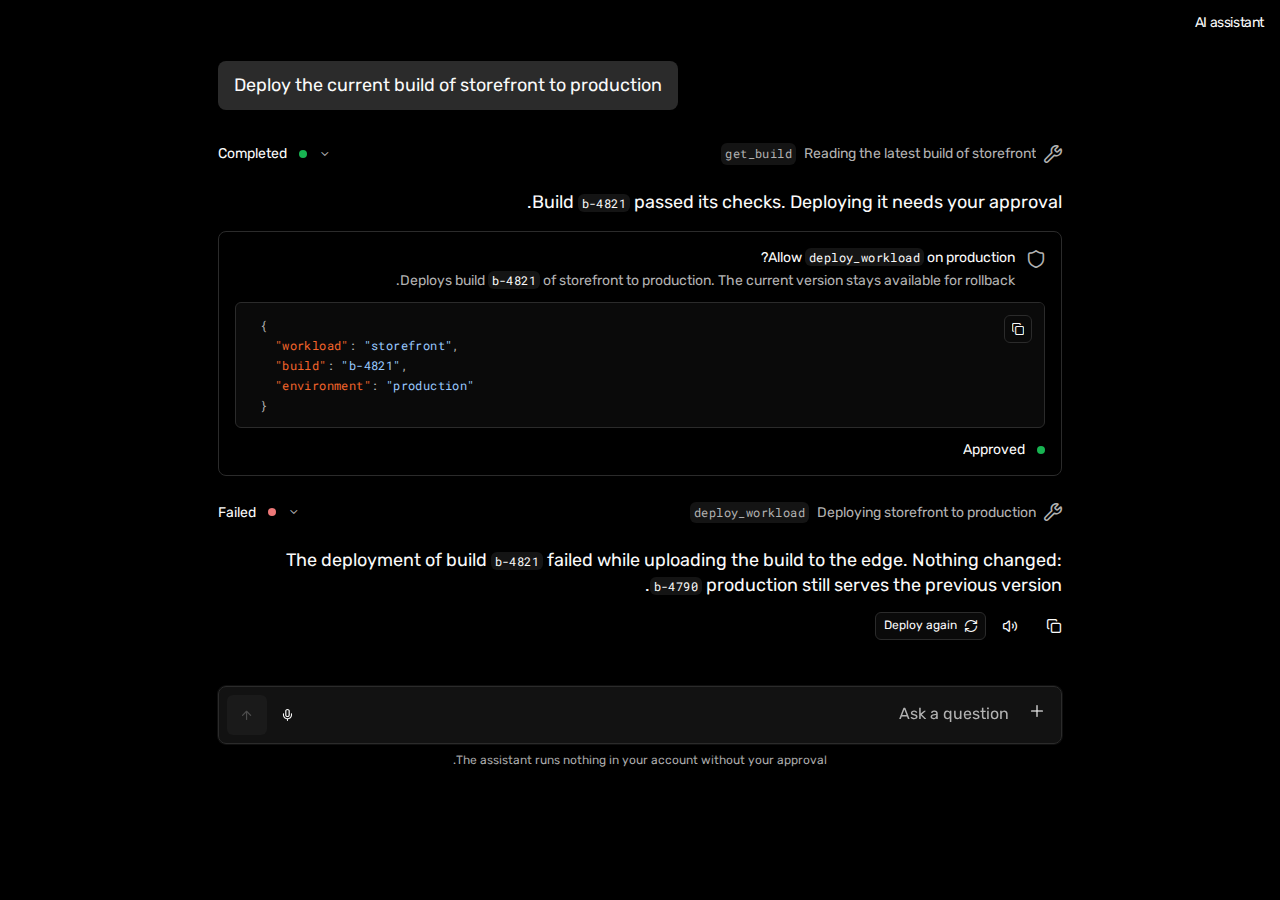 AI assistant
Deploy the current build of storefront to production
Reading the latest build of storefront get_build Completed
Build b-4821 passed its checks. Deploying it needs your approval.
Allow deploy_workload on production?
Deploys build b-4821 of storefront to production. The current version stays available for rollback.
{
"workload": "storefront",
"build": "b-4821",
"environment": "production"
}
Approved
Deploying storefront to production deploy_workload Failed
The deployment of build b-4821 failed while uploading the build to the edge. Nothing changed:
production still serves the previous version b-4790.
Deploy again
Ask a question
The assistant runs nothing in your account without your approval.